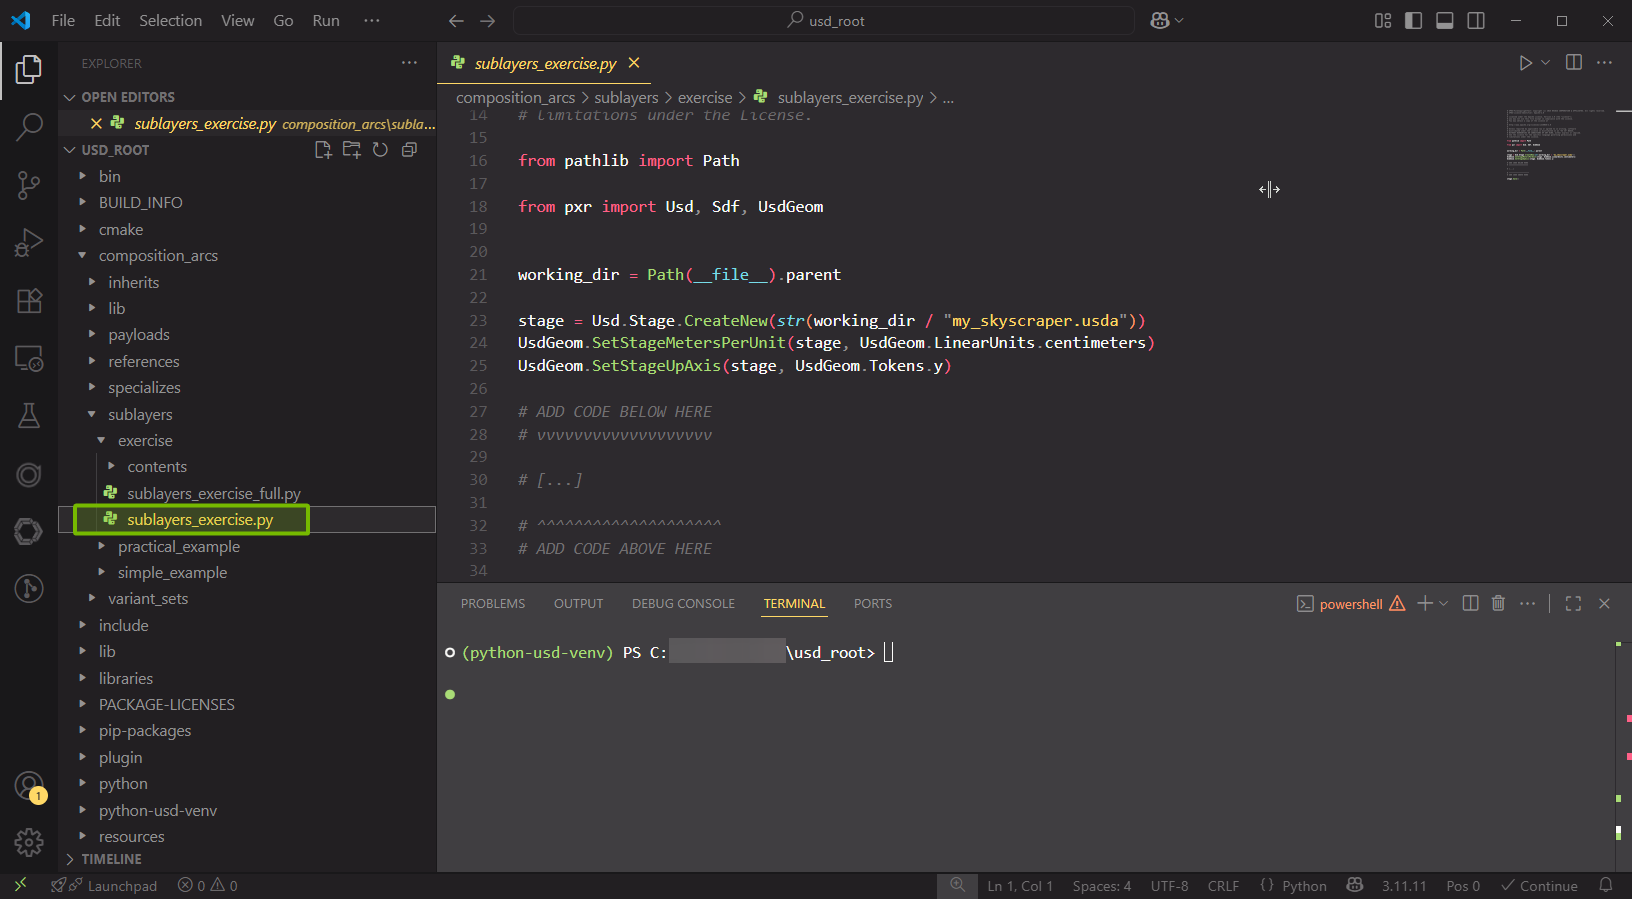 File Edit Selection View Go Run ···
usd_root
EXPLORER ···
OPEN EDITORS
sublayers_exercise.py composition_arcs\subla...
USD_ROOT
bin
BUILD_INFO
cmake
composition_arcs
inherits
lib
payloads
references
specializes
sublayers
exercise
contents
sublayers_exercise_full.py
sublayers_exercise.py
practical_example
simple_example
variant_sets
include
lib
libraries
PACKAGE-LICENSES
pip-packages
plugin
python
python-usd-venv
resources
TIMELINE
1
sublayers_exercise.py
composition_arcs > sublayers > exercise > sublayers_exercise.py > ...
14 # limitations under the License.
15
16 from pathlib import Path
17
18 from pxr import Usd, Sdf, UsdGeom
19
20
21 working_dir = Path(__file__).parent
22
23 stage = Usd.Stage.CreateNew(str(working_dir / "my_skyscraper.usda"))
24 UsdGeom.SetStageMetersPerUnit(stage, UsdGeom.LinearUnits.centimeters)
25 UsdGeom.SetStageUpAxis(stage, UsdGeom.Tokens.y)
26
27 # ADD CODE BELOW HERE
28 # vvvvvvvvvvvvvvvvvvv
29
30 # [...]
31
32 # ^^^^^^^^^^^^^^^^^^^^
33 # ADD CODE ABOVE HERE
34
PROBLEMS OUTPUT DEBUG CONSOLE TERMINAL PORTS
powershell
(python-usd-venv) PS C: \usd_root>
Launchpad 0 0
Ln 1, Col 1 Spaces: 4 UTF-8 CRLF {} Python 3.11.11 Pos 0 Continue